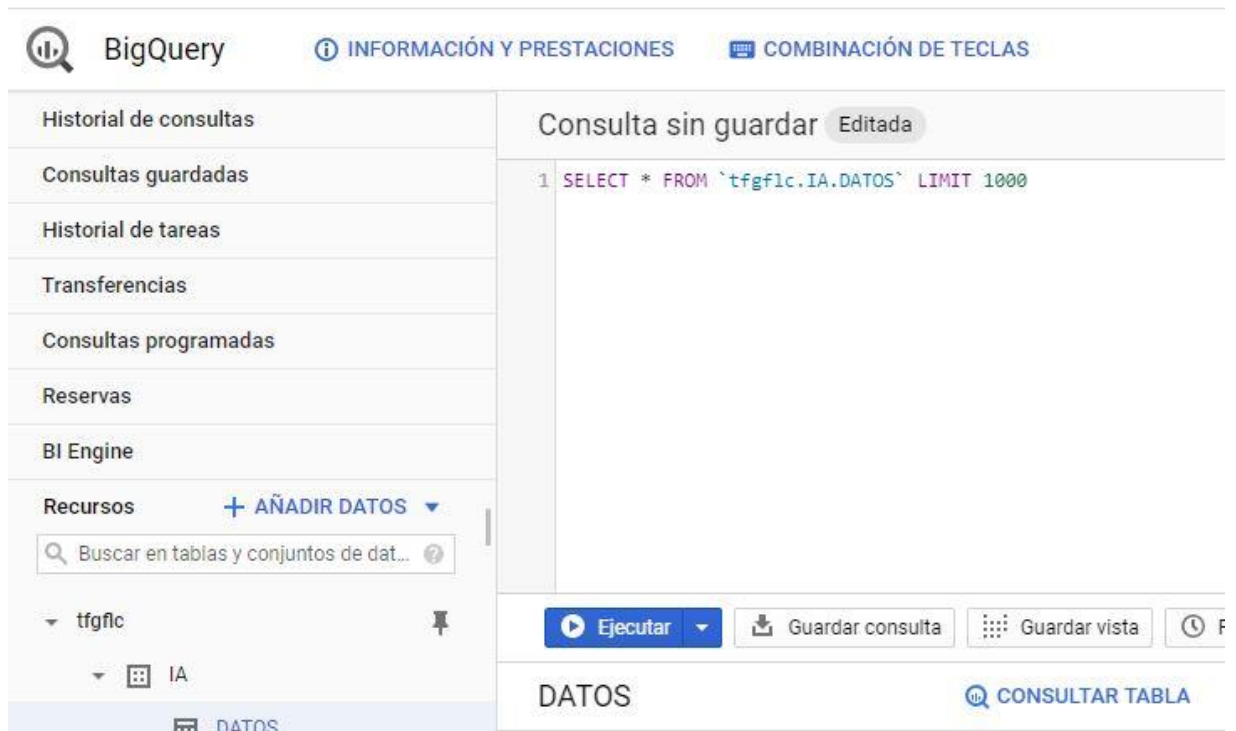 BigQuery
INFORMACIÓN Y PRESTACIONES
COMBINACIÓN DE TECLAS
Historial de consultas
Consultas guardadas
Historial de tareas
Transferencias
Consultas programadas
Reservas
BI Engine
Recursos
+ AÑADIR DATOS
Buscar en tablas y conjuntos de dat...
tfgflc
IA
DATOS
Consulta sin guardar Editada
1 SELECT * FROM `tfgflc.IA.DATOS` LIMIT 1000
Ejecutar
Guardar consulta
Guardar vista
DATOS
CONSULTAR TABLA